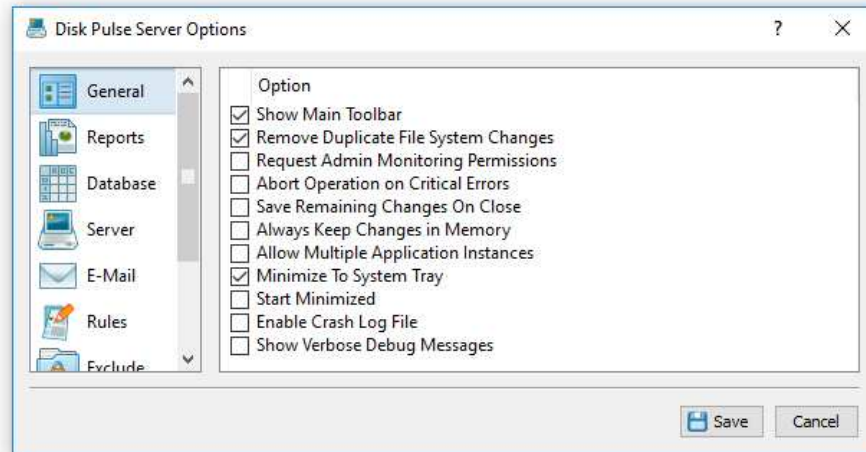 Disk Pulse Server Options
?
General
Reports
Database
Server
E-Mail
Rules
Exclude
Option
Show Main Toolbar
Remove Duplicate File System Changes
Request Admin Monitoring Permissions
Abort Operation on Critical Errors
Save Remaining Changes On Close
Always Keep Changes in Memory
Allow Multiple Application Instances
Minimize To System Tray
Start Minimized
Enable Crash Log File
Show Verbose Debug Messages
Save
Cancel